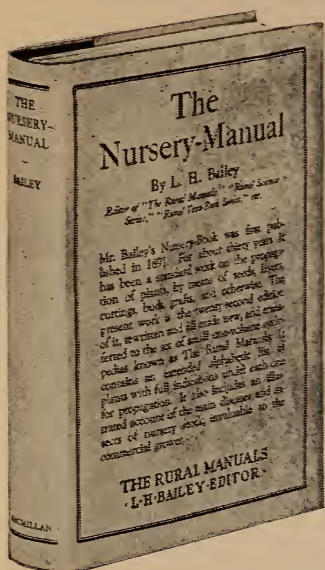 THE
NURSERY-
MANUAL
BAILEY
MACMILLAN
The
Nursery-Manual
By L. H. Bailey
Editor of "The Rural Manuals," "Rural Science
Series," "Rural Text-Book Series," etc.
Mr. Bailey's Nursery-Book was first pub-
lished in 1891. For about thirty years it
has been a standard work on the propaga-
tion of plants, by means of seeds, layers,
cuttings, buds, grafts, and otherwise. The
present work is the twenty-second edition
of it, rewritten and all made new, and trans-
ferred to the set of small one-volume cyclo-
pedias known as The Rural Manuals. It
contains an extended alphabetic list of
plants with full indications under each one
for propagation. It also includes an illus-
trated account of the main diseases and in-
sects of nursery stock, invaluable to the
commercial grower.
THE RURAL MANUALS
· L · H · BAILEY · EDITOR ·